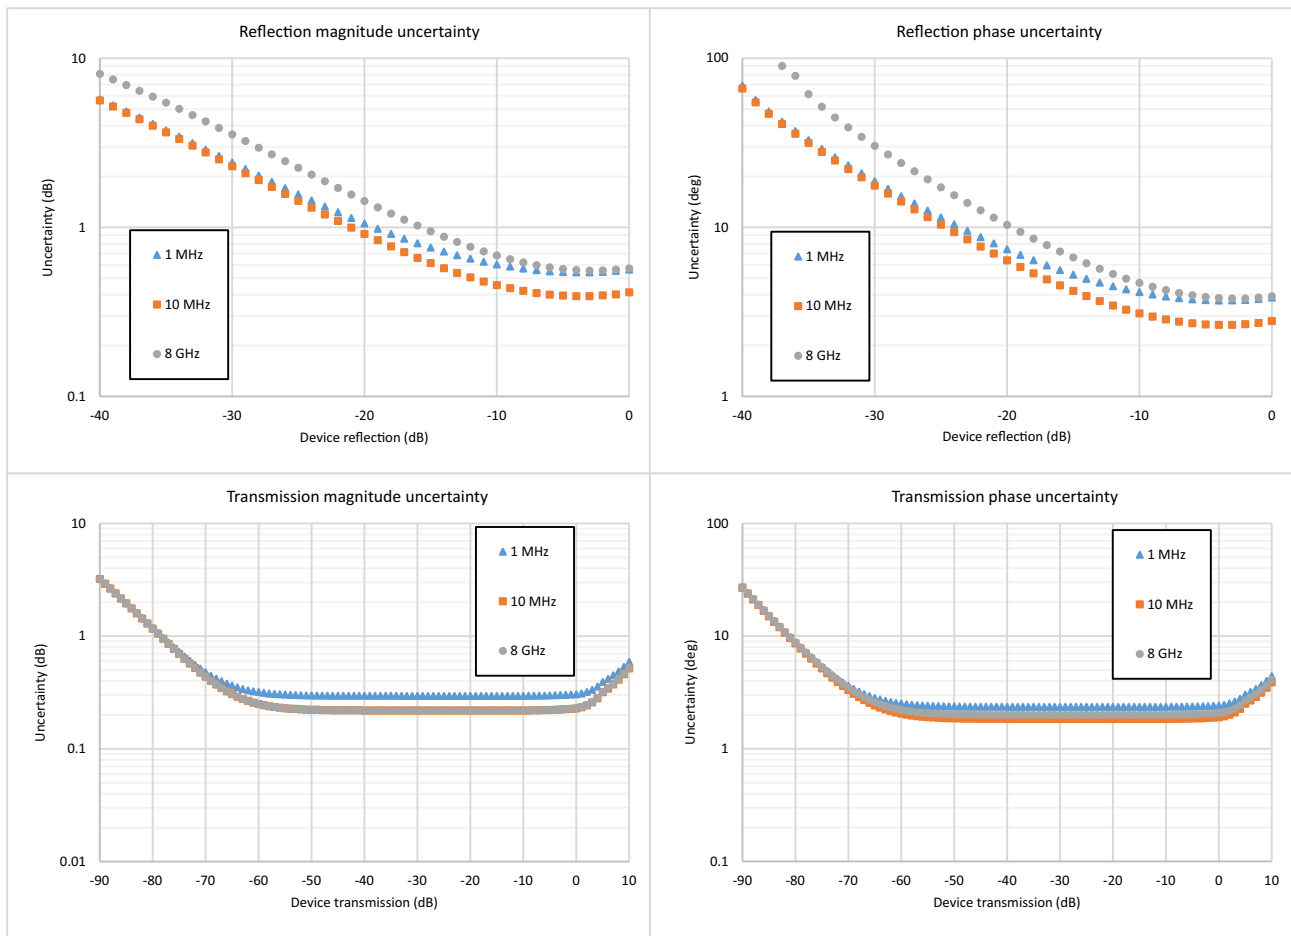 Reflection magnitude uncertainty
10
1
0.1
Uncertainty (dB)
1 MHz
10 MHz
8 GHz
-40 -30 -20 -10 0
Device reflection (dB)
Reflection phase uncertainty
100
10
1
Uncertainty (deg)
1 MHz
10 MHz
8 GHz
-40 -30 -20 -10 0
Device reflection (dB)
Transmission magnitude uncertainty
10
1
0.1
0.01
Uncertainty (dB)
1 MHz
10 MHz
8 GHz
-90 -80 -70 -60 -50 -40 -30 -20 -10 0 10
Device transmission (dB)
Transmission phase uncertainty
100
10
1
0.1
Uncertainty (deg)
1 MHz
10 MHz
8 GHz
-90 -80 -70 -60 -50 -40 -30 -20 -10 0 10
Device transmission (dB)